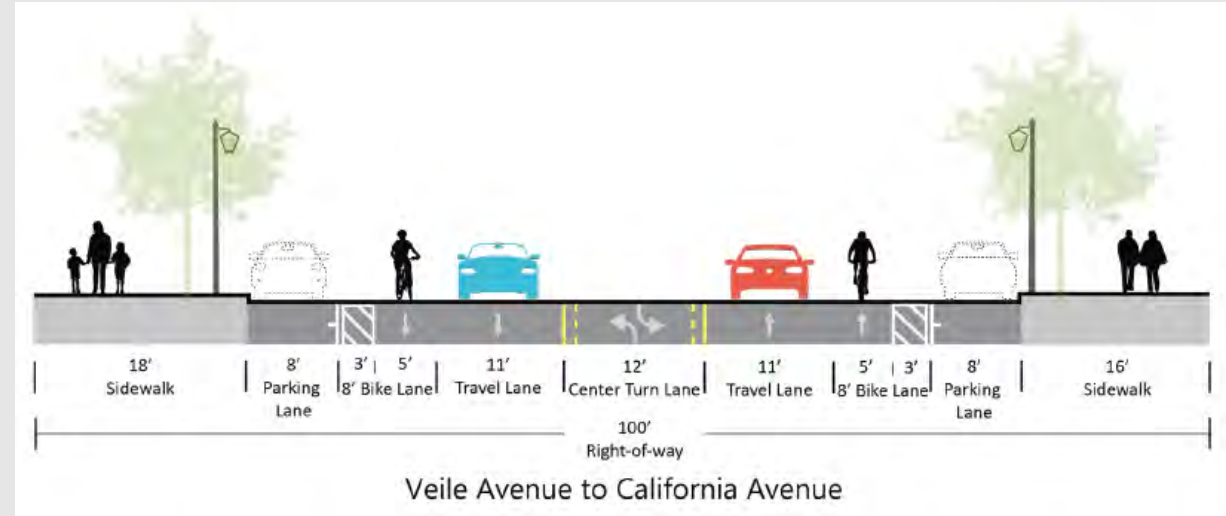 18'
Sidewalk
8'
Parking
Lane
3' | 5'
8' Bike Lane
11'
Travel Lane
12'
Center Turn Lane
11'
Travel Lane
5' | 3'
8' Bike Lane
8'
Parking
Lane
16'
Sidewalk
100'
Right-of-way
Veile Avenue to California Avenue